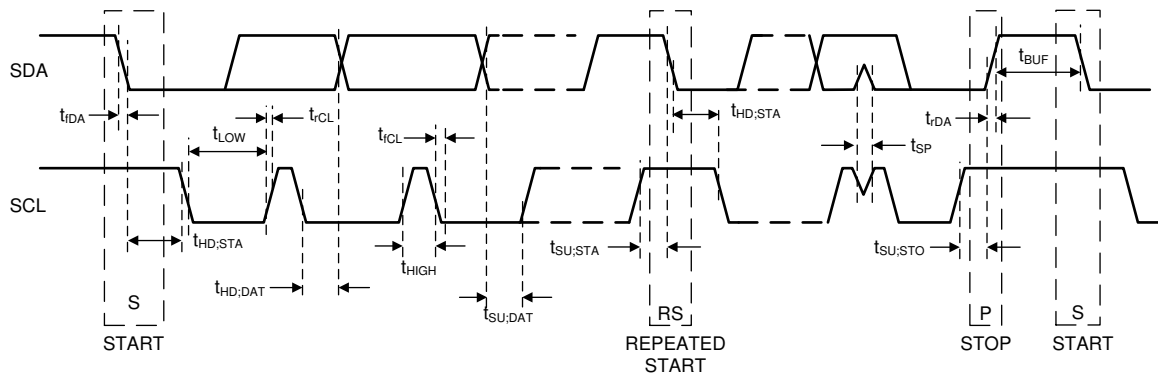 SDA
t_fDA
t_LOW
t_rCL
t_fCL
t_HD;STA
t_SP
t_BUF
t_rDA
SCL
t_HD;STA
t_HD;DAT
t_HIGH
t_SU;DAT
t_SU;STA
t_SU;STO
S
RS
P
S
START
REPEATED
START
STOP
START